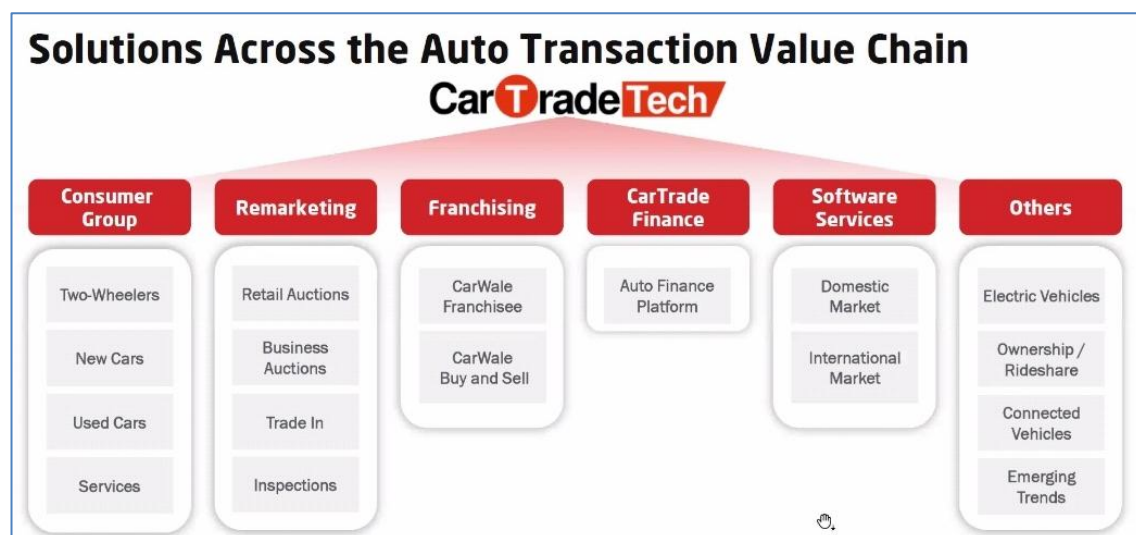 Solutions Across the Auto Transaction Value Chain
CarTradeTech
Consumer
Group
Two-Wheelers
New Cars
Used Cars
Services
Remarketing
Retail Auctions
Business
Auctions
Trade In
Inspections
Franchising
CarWale
Franchisee
CarWale
Buy and Sell
CarTrade
Finance
Auto Finance
Platform
Software
Services
Domestic
Market
International
Market
Others
Electric Vehicles
Ownership /
Rideshare
Connected
Vehicles
Emerging
Trends